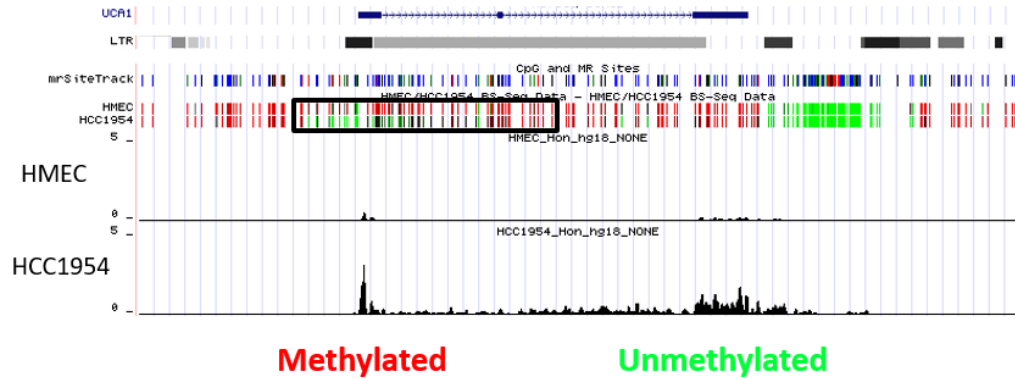 UCA1
LTR
CpG and MR Sites
mrSiteTrack
HMEC/HCC1954 BS-Seq Data - HMEC/HCC1954 BS-Seq Data
HMEC
HCC1954
5 _
HMEC_Hon_hg18_NONE
HMEC
0 _
5 _
HCC1954_Hon_hg18_NONE
HCC1954
0 _
Methylated Unmethylated